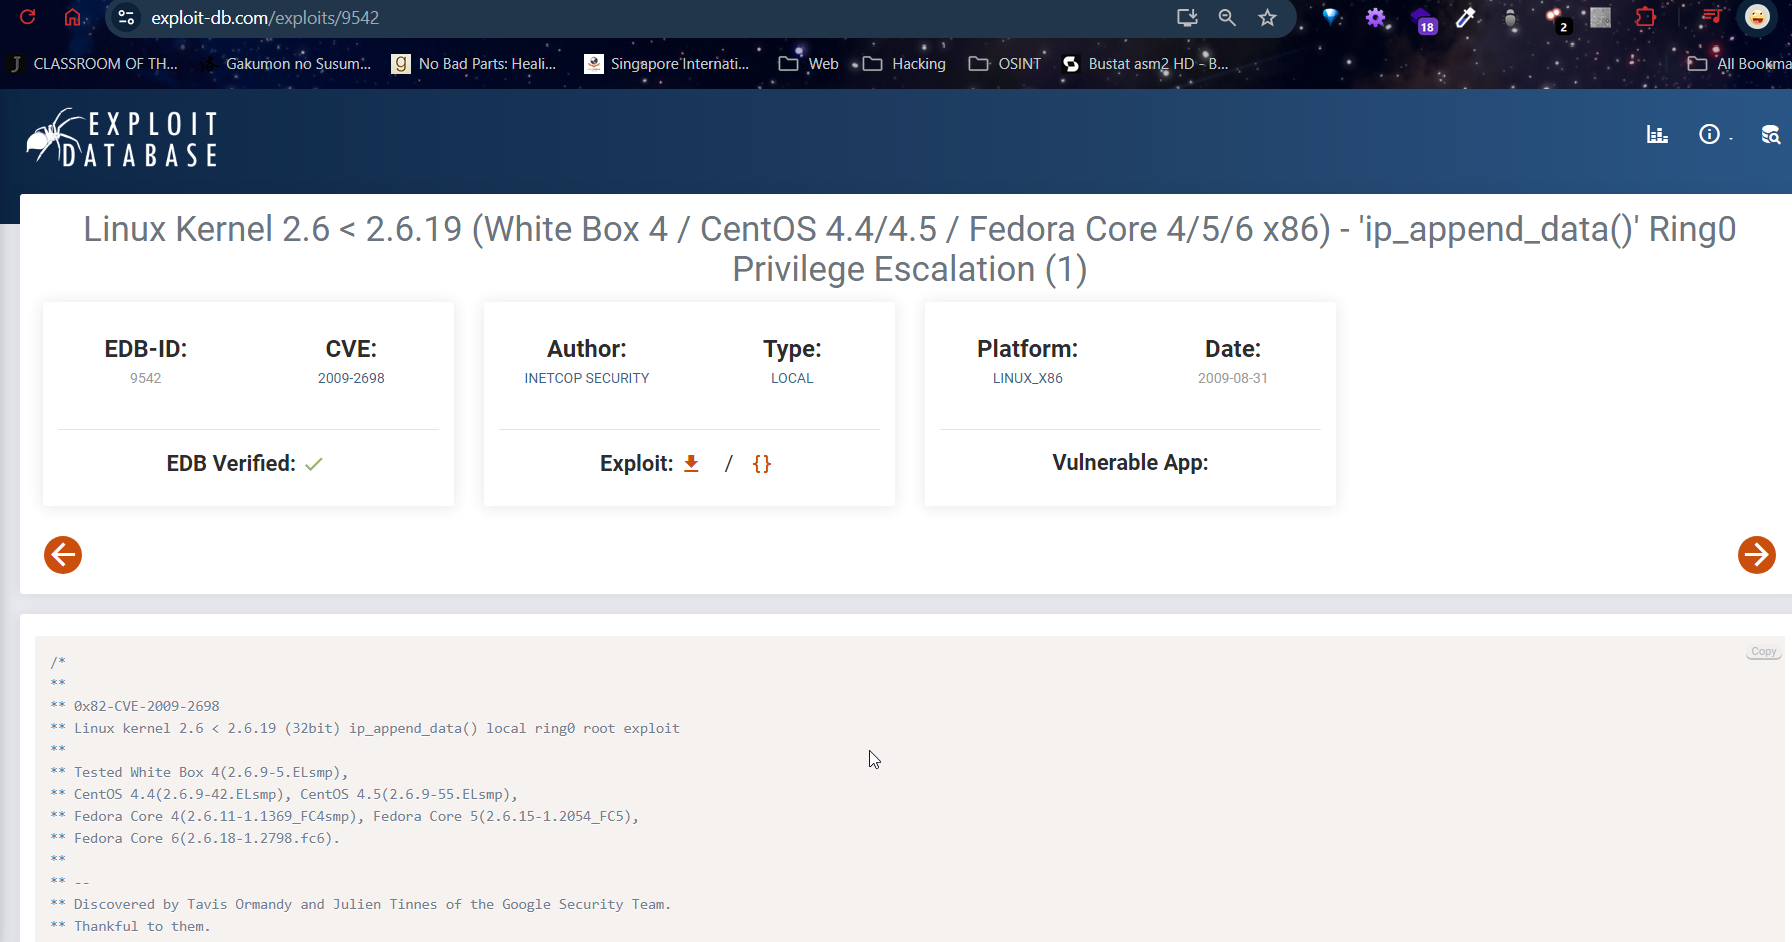 exploit-db.com/exploits/9542
18
2
CLASSROOM OF TH...
Gakumon no Susum...
g
No Bad Parts: Heali...
Singapore Internati...
Web
Hacking
OSINT
Bustat asm2 HD - B...
All Bookma
EXPLOIT
DATABASE
Linux Kernel 2.6 < 2.6.19 (White Box 4 / CentOS 4.4/4.5 / Fedora Core 4/5/6 x86) - 'ip_append_data()' Ring0
Privilege Escalation (1)
EDB-ID:
9542
CVE:
2009-2698
EDB Verified:
Author:
INETCOP SECURITY
Type:
LOCAL
Exploit: / {}
Platform:
LINUX_X86
Date:
2009-08-31
Vulnerable App:
Copy
/*
**
** 0x82-CVE-2009-2698
** Linux kernel 2.6 < 2.6.19 (32bit) ip_append_data() local ring0 root exploit
**
** Tested White Box 4(2.6.9-5.ELsmp),
** CentOS 4.4(2.6.9-42.ELsmp), CentOS 4.5(2.6.9-55.ELsmp),
** Fedora Core 4(2.6.11-1.1369_FC4smp), Fedora Core 5(2.6.15-1.2054_FC5),
** Fedora Core 6(2.6.18-1.2798.fc6).
**
** --
** Discovered by Tavis Ormandy and Julien Tinnes of the Google Security Team.
** Thankful to them.